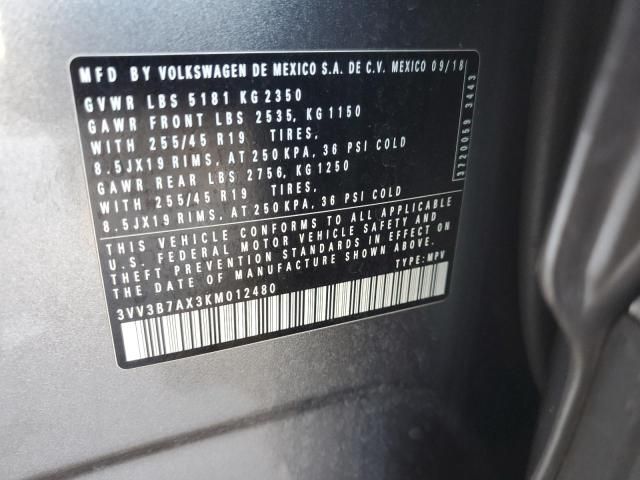 MFD BY VOLKSWAGEN DE MEXICO S.A. DE C.V. MEXICO 09/18
GVWR LBS 5181 KG 2350
GAWR FRONT LBS 2535, KG 1150
WITH 255/45 R19 TIRES,
8.5JX19 RIMS, AT 250 KPA, 36 PSI COLD
GAWR REAR LBS 2756, KG 1250
WITH 255/45 R19 TIRES,
8.5JX19 RIMS, AT 250 KPA, 36 PSI COLD
THIS VEHICLE CONFORMS TO ALL APPLICABLE
U.S. FEDERAL MOTOR VEHICLE SAFETY AND
THEFT PREVENTION STANDARDS IN EFFECT ON
THE DATE OF MANUFACTURE SHOWN ABOVE.
3VV3B7AX3KM012480 TYPE: MPV
3720059 3443